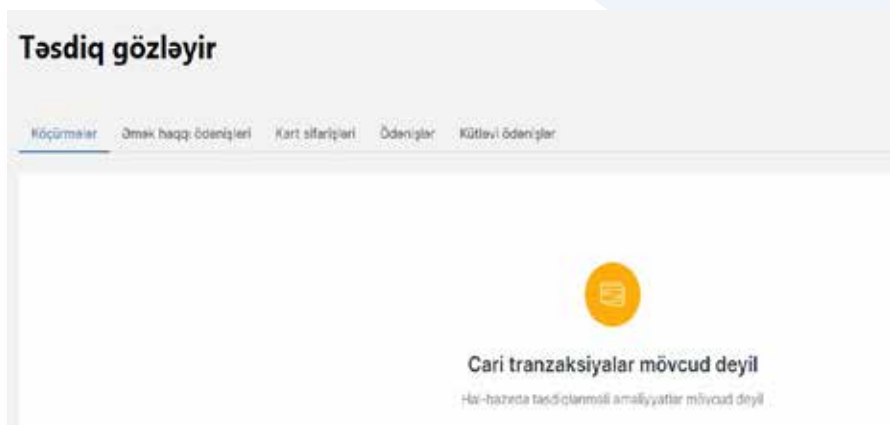 Təsdiq gözləyir
Köçürmələr Əmək haqqı ödənişləri Kart sifarişləri Ödənişlər Kütləvi ödənişlər
Cari tranzaksiyalar mövcud deyil
Hal-hazırda təsdiqlənməli əməliyyatlar mövcud deyil